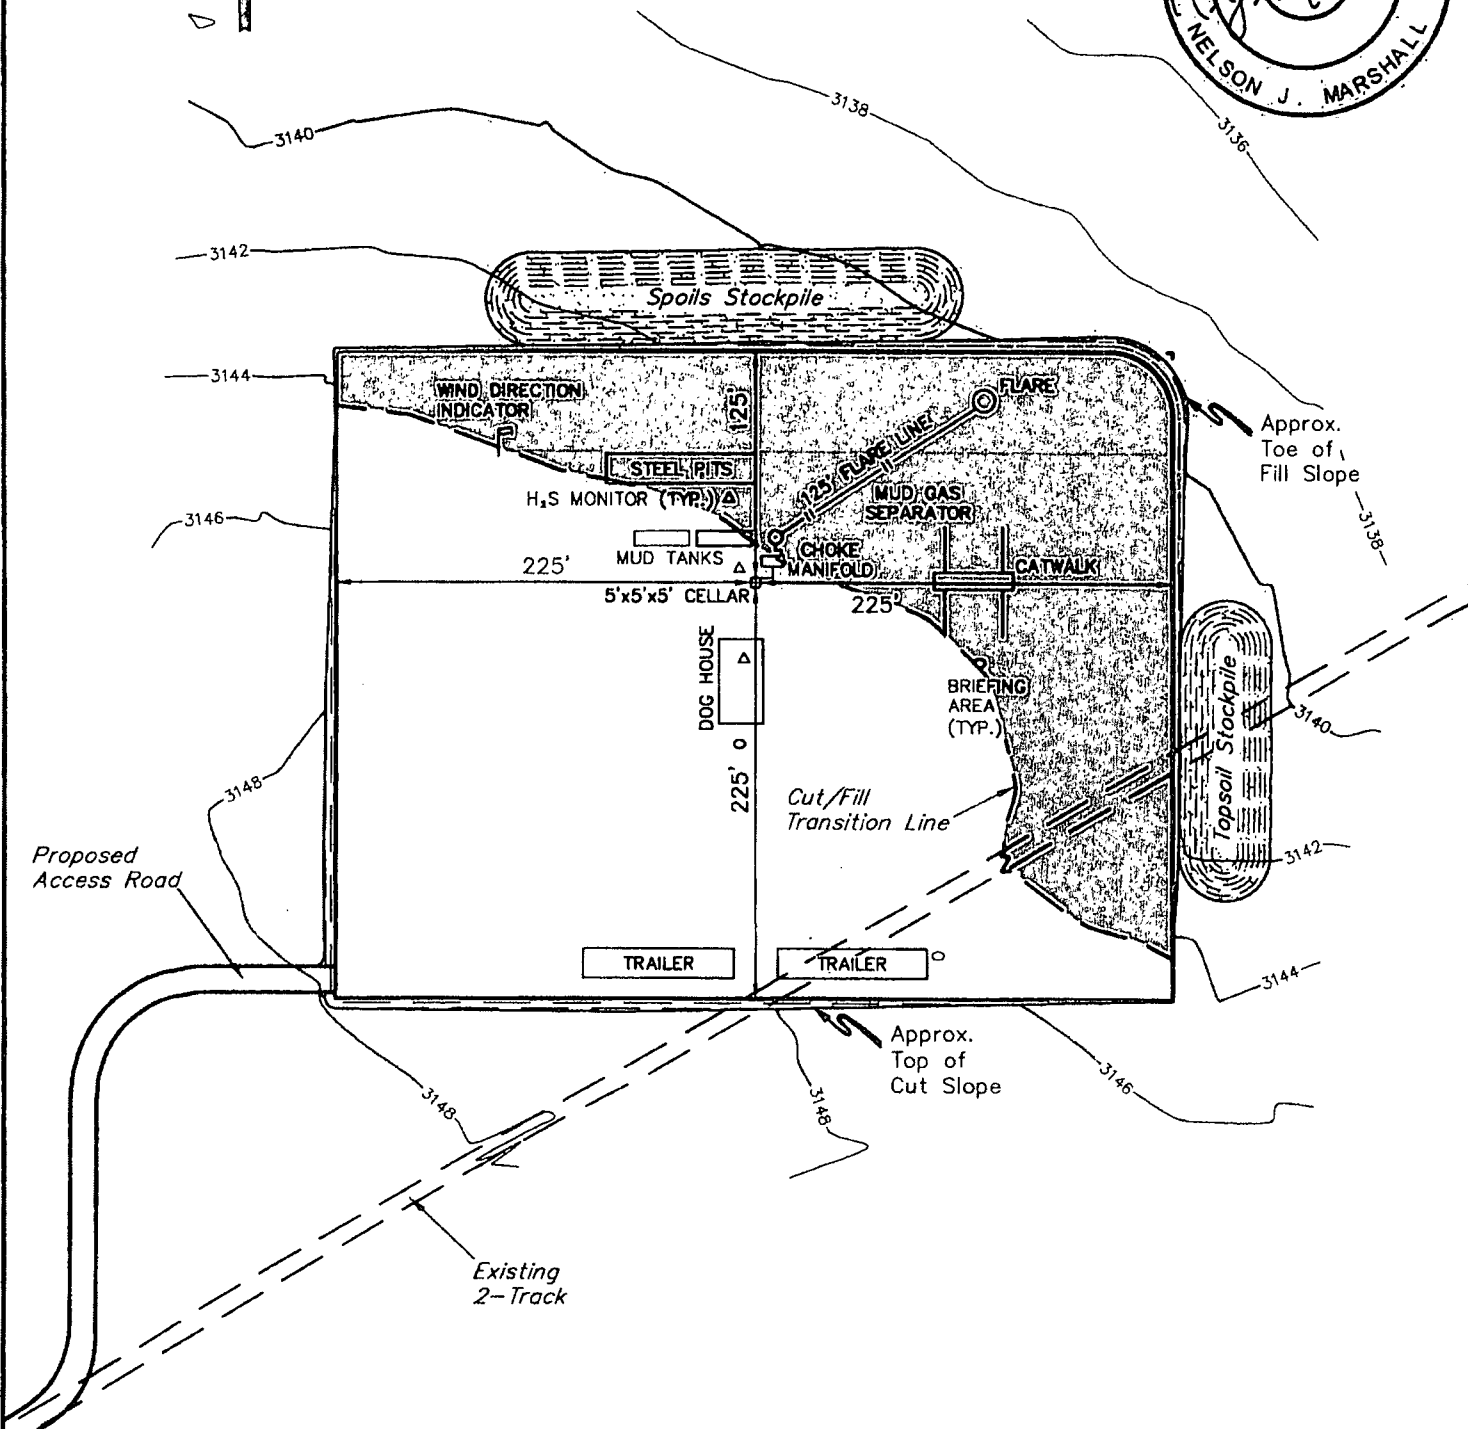 NELSON J. MARSHALL
3138
3136
3140
3142
Spoils Stockpile
3144
WIND DIRECTION
INDICATOR
125'
FLARE
Approx.
Toe of
Fill Slope
125' FLARE LINE
STEEL PITS
H₂S MONITOR (TYP.)
MUD GAS
SEPARATOR
3138
3146
MUD TANKS
CHOKE
MANIFOLD
CATWALK
225'
5'x5'x5' CELLAR
225'
DOG HOUSE
BRIEFING
AREA
(TYP.)
Topsoil Stockpile
3140
3148
225'
Cut/Fill
Transition Line
3142
Proposed
Access Road
TRAILER
TRAILER
3144
Approx.
Top of
Cut Slope
3148
3148
3146
Existing
2-Track